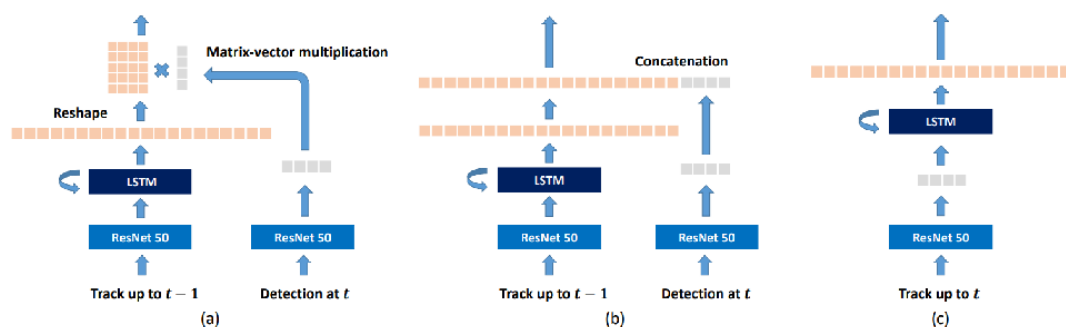 Matrix-vector multiplication
Reshape
LSTM
ResNet 50
ResNet 50
Track up to t − 1
Detection at t
(a)
Concatenation
LSTM
ResNet 50
ResNet 50
Track up to t − 1
Detection at t
(b)
LSTM
ResNet 50
Track up to t
(c)